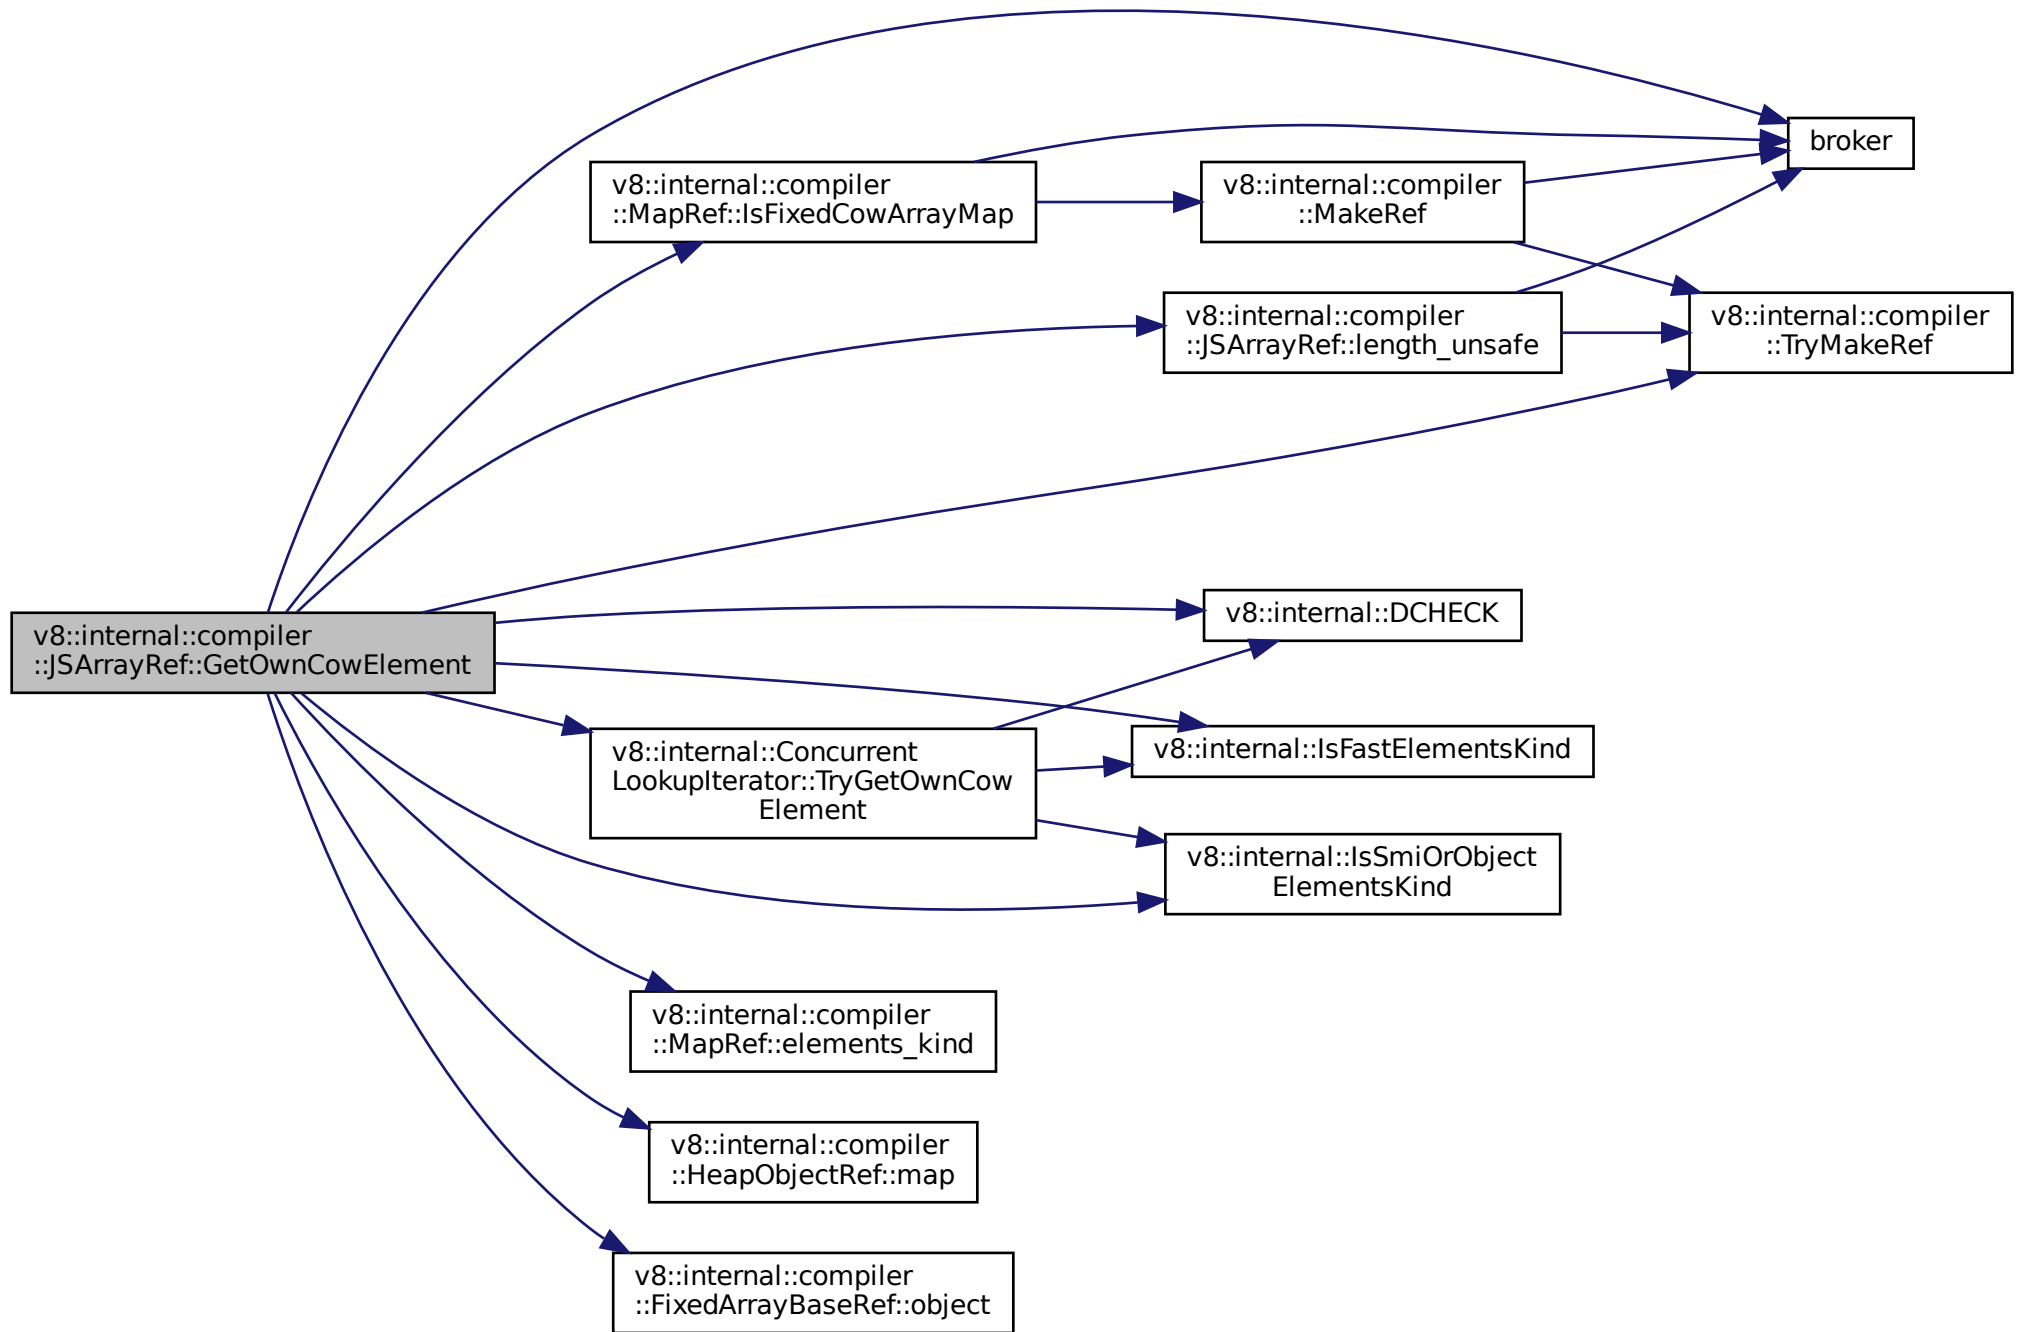 broker
v8::internal::compiler
::MapRef::IsFixedCowArrayMap
v8::internal::compiler
::MakeRef
v8::internal::compiler
::JSArrayRef::length_unsafe
v8::internal::compiler
::TryMakeRef
v8::internal::compiler
::JSArrayRef::GetOwnCowElement
v8::internal::DCHECK
v8::internal::Concurrent
LookupIterator::TryGetOwnCow
Element
v8::internal::IsFastElementsKind
v8::internal::IsSmiOrObject
ElementsKind
v8::internal::compiler
::MapRef::elements_kind
v8::internal::compiler
::HeapObjectRef::map
v8::internal::compiler
::FixedArrayBaseRef::object